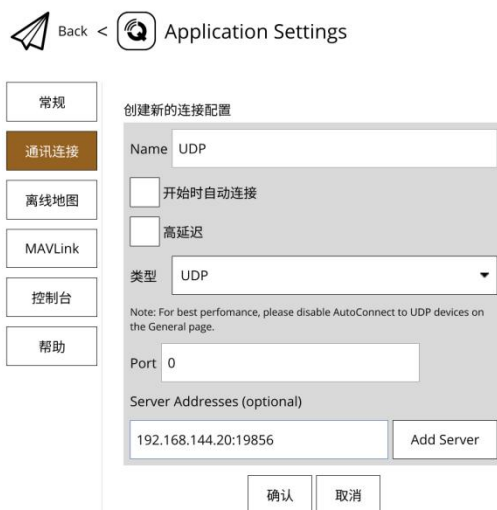 Back < Application Settings
常规
通讯连接
离线地图
MAVLink
控制台
帮助
创建新的连接配置
Name UDP
开始时自动连接
高延迟
类型 UDP
Note: For best perfomance, please disable AutoConnect to UDP devices on
the General page.
Port 0
Server Addresses (optional)
192.168.144.20:19856 Add Server
确认 取消